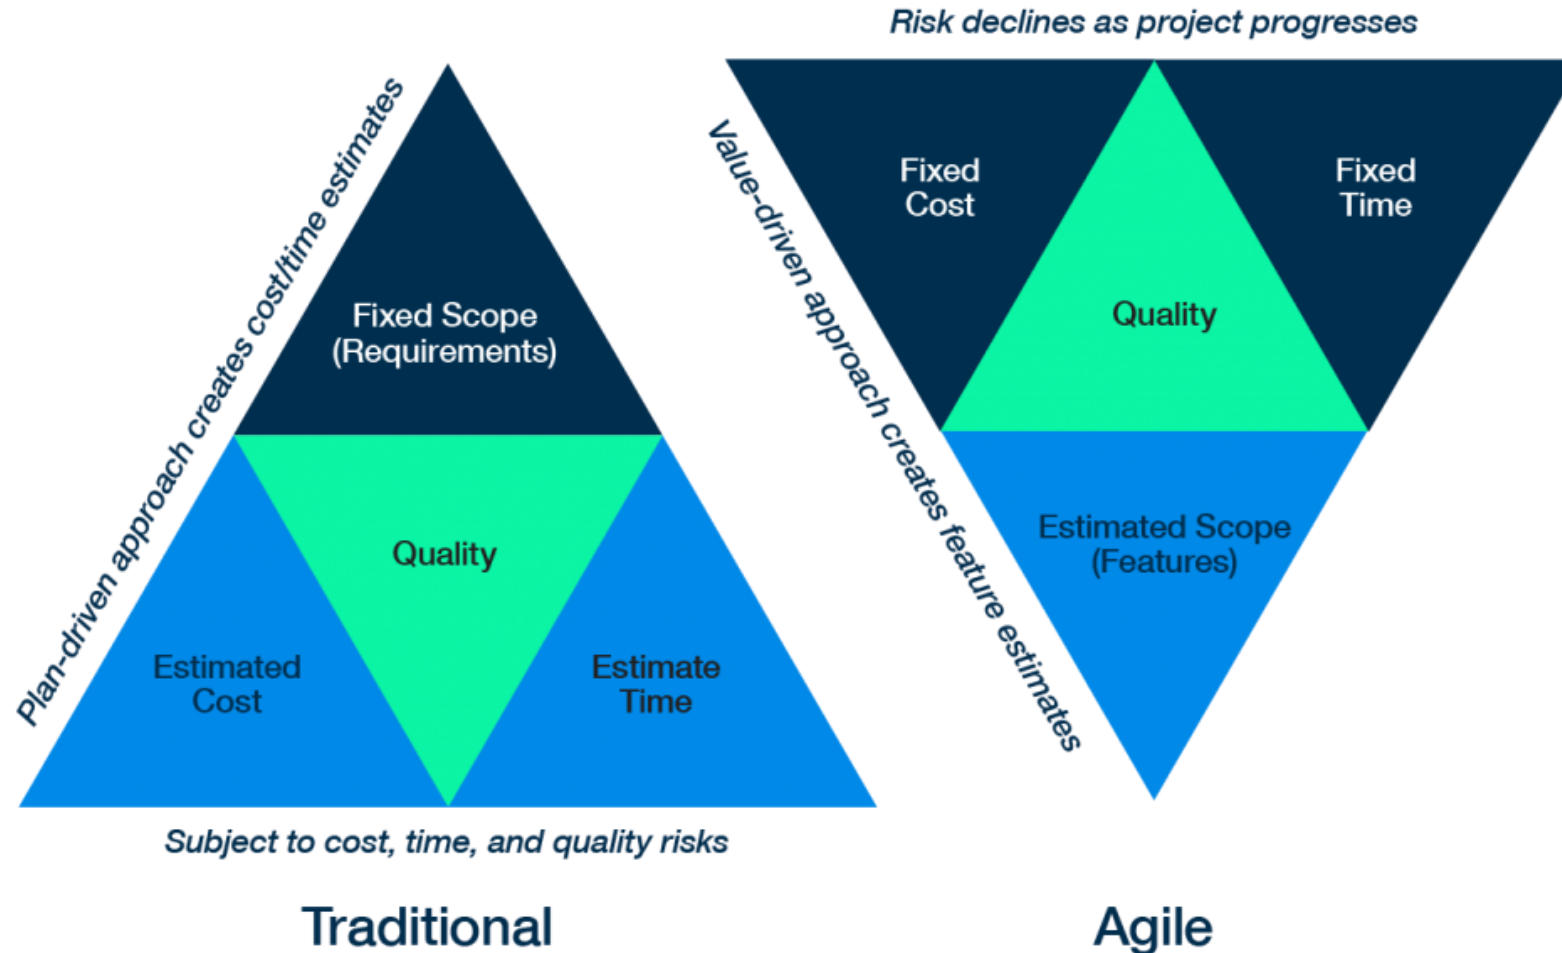 Risk declines as project progresses
Plan-driven approach creates cost/time estimates
Fixed Scope
(Requirements)
Quality
Estimated
Cost
Estimate
Time
Subject to cost, time, and quality risks
Traditional
Value-driven approach creates feature estimates
Fixed
Cost
Fixed
Time
Quality
Estimated Scope
(Features)
Agile